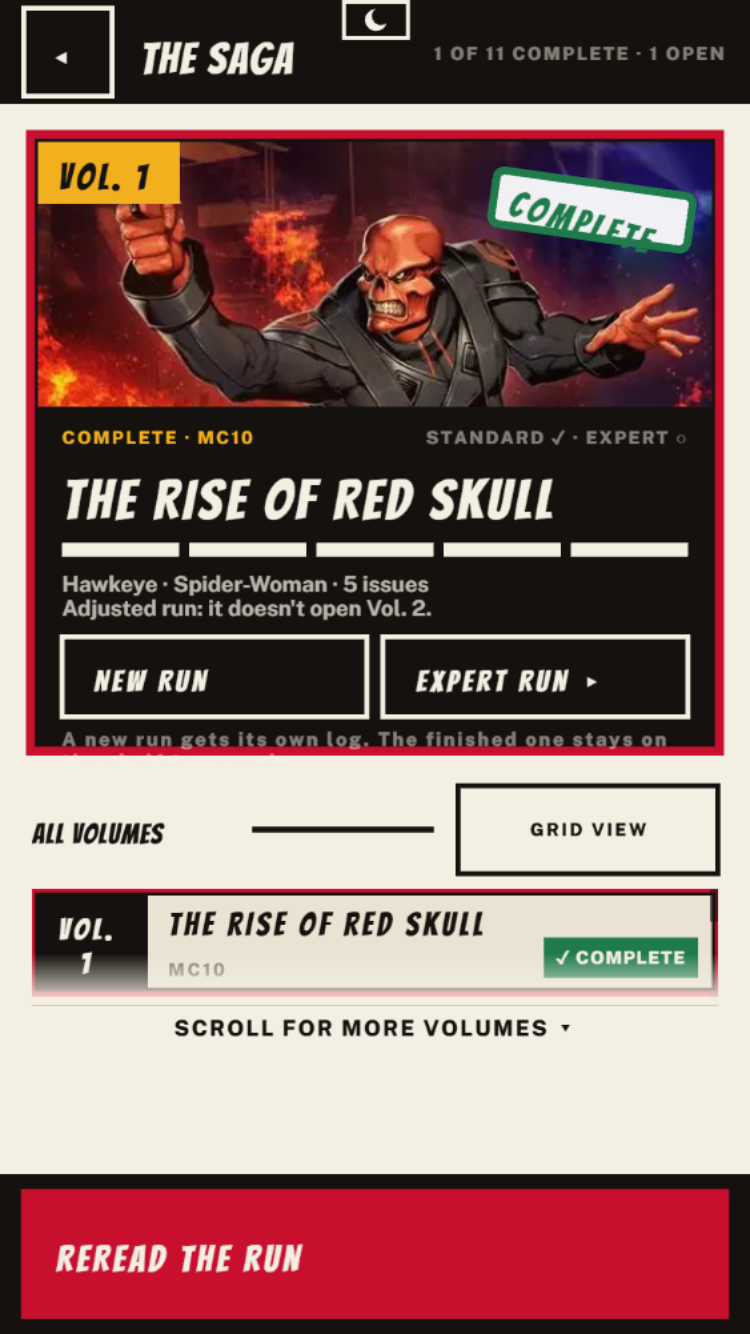 THE SAGA
1 OF 11 COMPLETE · 1 OPEN
VOL. 1
COMPLETE
COMPLETE · MC10
STANDARD ✓ · EXPERT ○
THE RISE OF RED SKULL
Hawkeye · Spider-Woman · 5 issues
Adjusted run: it doesn't open Vol. 2.
NEW RUN
EXPERT RUN ▸
A new run gets its own log. The finished one stays on
ALL VOLUMES
GRID VIEW
VOL.
1
THE RISE OF RED SKULL
MC10
✓ COMPLETE
SCROLL FOR MORE VOLUMES ▾
REREAD THE RUN